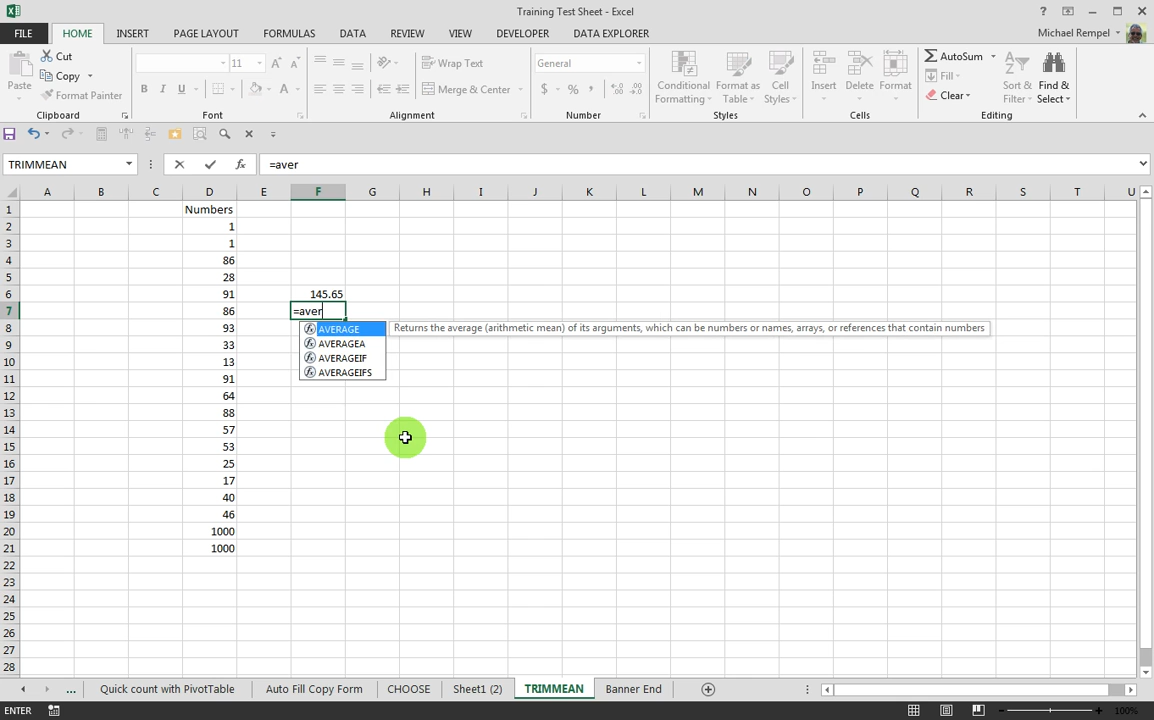 Training Test Sheet - Excel
?
FILE HOME INSERT PAGE LAYOUT FORMULAS DATA REVIEW VIEW DEVELOPER DATA EXPLORER Michael Rempel
Paste Cut Copy Format Painter
11 A A
B I U A
Wrap Text
Merge & Center
General
$ % ,
Conditional Formatting Format as Table Cell Styles
Insert Delete Format
AutoSum Fill Clear
Sort & Filter Find & Select
Clipboard Font Alignment Number Styles Cells Editing
TRIMMEAN fx =aver
A B C D E F G H I J K L M N O P Q R S T U
1 Numbers
2 1
3 1
4 86
5 28
6 91 145.65
7 86 =aver
8 93 AVERAGE Returns the average (arithmetic mean) of its arguments, which can be numbers or names, arrays, or references that contain numbers
9 33 AVERAGEA
10 13 AVERAGEIF
11 91 AVERAGEIFS
12 64
13 88
14 57
15 53
16 25
17 17
18 40
19 46
20 1000
21 1000
22
23
24
25
26
27
28
... Quick count with PivotTable Auto Fill Copy Form CHOOSE Sheet1 (2) TRIMMEAN Banner End
ENTER 100%